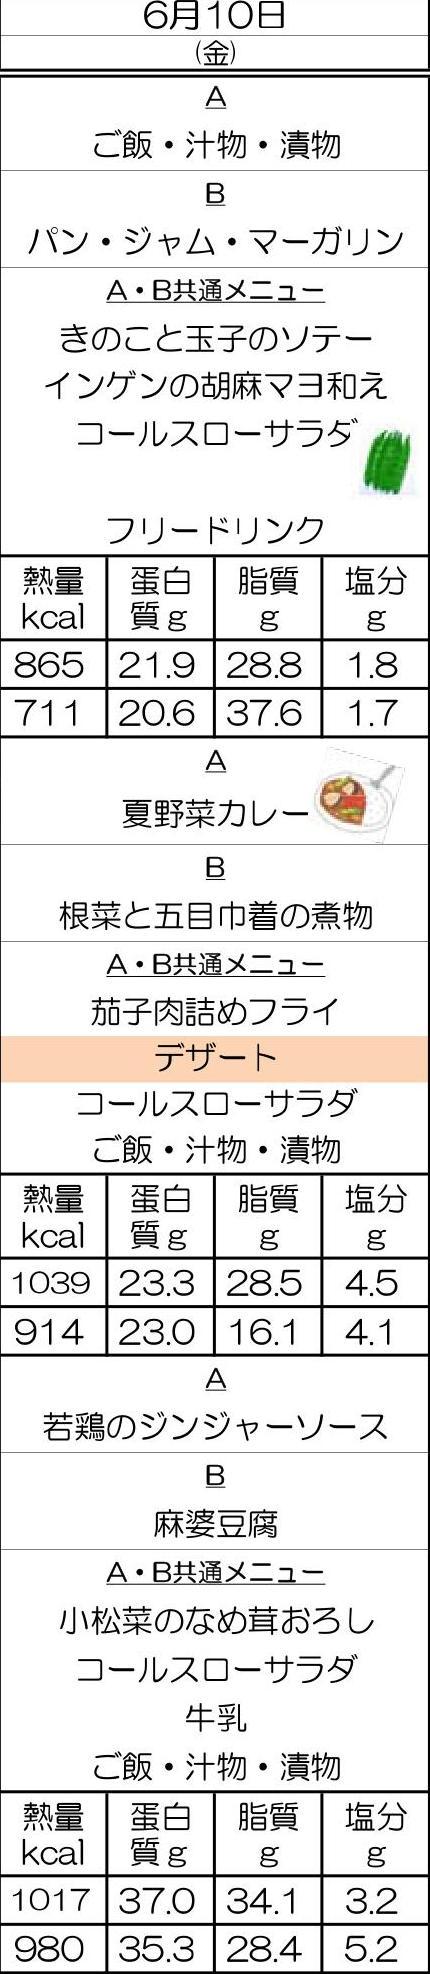 6月10日
(金)
A
ご飯・汁物・漬物
B
パン・ジャム・マーガリン
A・B共通メニュー
きのこと玉子のソテー
インゲンの胡麻マヨ和え
コールスローサラダ
フリードリンク
熱量 蛋白 脂質 塩分
kcal 質g g g
865 21.9 28.8 1.8
711 20.6 37.6 1.7
A
夏野菜カレー
B
根菜と五目巾着の煮物
A・B共通メニュー
茄子肉詰めフライ
デザート
コールスローサラダ
ご飯・汁物・漬物
熱量 蛋白 脂質 塩分
kcal 質g g g
1039 23.3 28.5 4.5
914 23.0 16.1 4.1
A
若鶏のジンジャーソース
B
麻婆豆腐
A・B共通メニュー
小松菜のなめ茸おろし
コールスローサラダ
牛乳
ご飯・汁物・漬物
熱量 蛋白 脂質 塩分
kcal 質g g g
1017 37.0 34.1 3.2
980 35.3 28.4 5.2